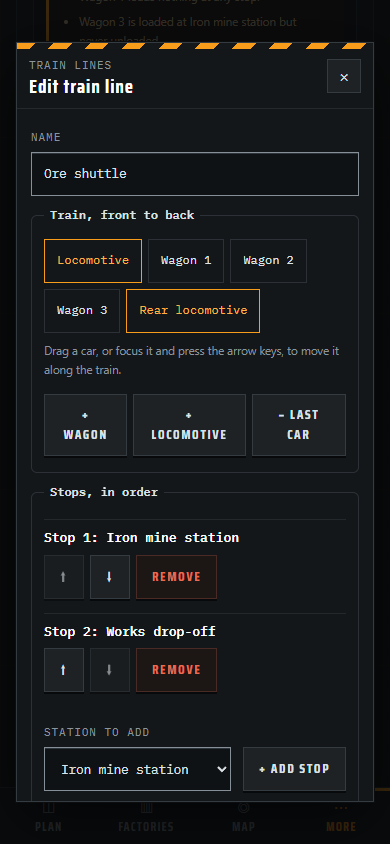 Wagon 3 is loaded at Iron mine station but
never unloaded
TRAIN LINES
Edit train line
×
NAME
Ore shuttle
Train, front to back
Locomotive
Wagon 1
Wagon 2
Wagon 3
Rear locomotive
Drag a car, or focus it and press the arrow keys, to move it
along the train.
+
WAGON
+
LOCOMOTIVE
− LAST
CAR
Stops, in order
Stop 1: Iron mine station
↑
↓
REMOVE
Stop 2: Works drop-off
↑
↓
REMOVE
STATION TO ADD
Iron mine station
+ ADD STOP
PLAN
FACTORIES
MAP
MORE